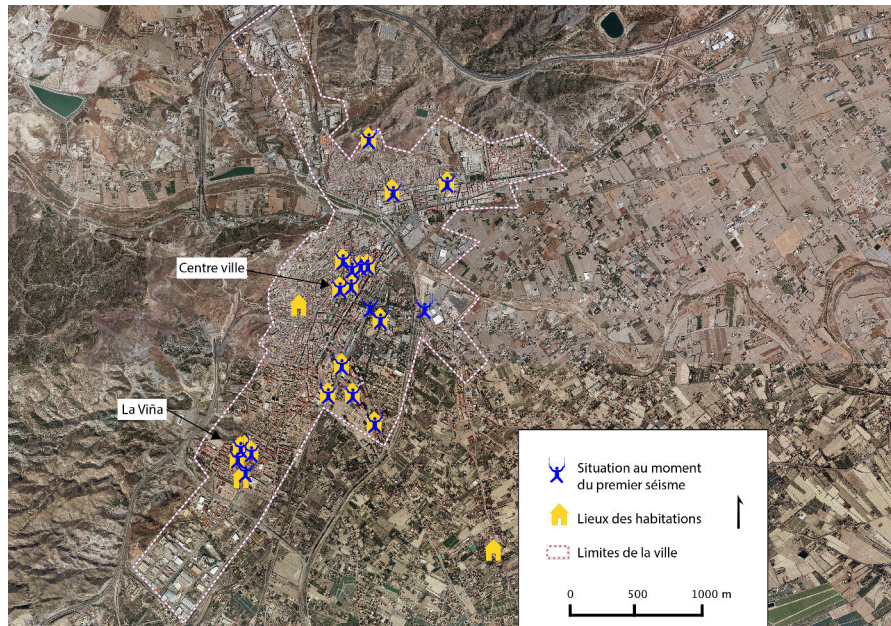 Centre ville
La Viña
Situation au moment
du premier séisme
Lieux des habitations
Limites de la ville
0 500 1000 m